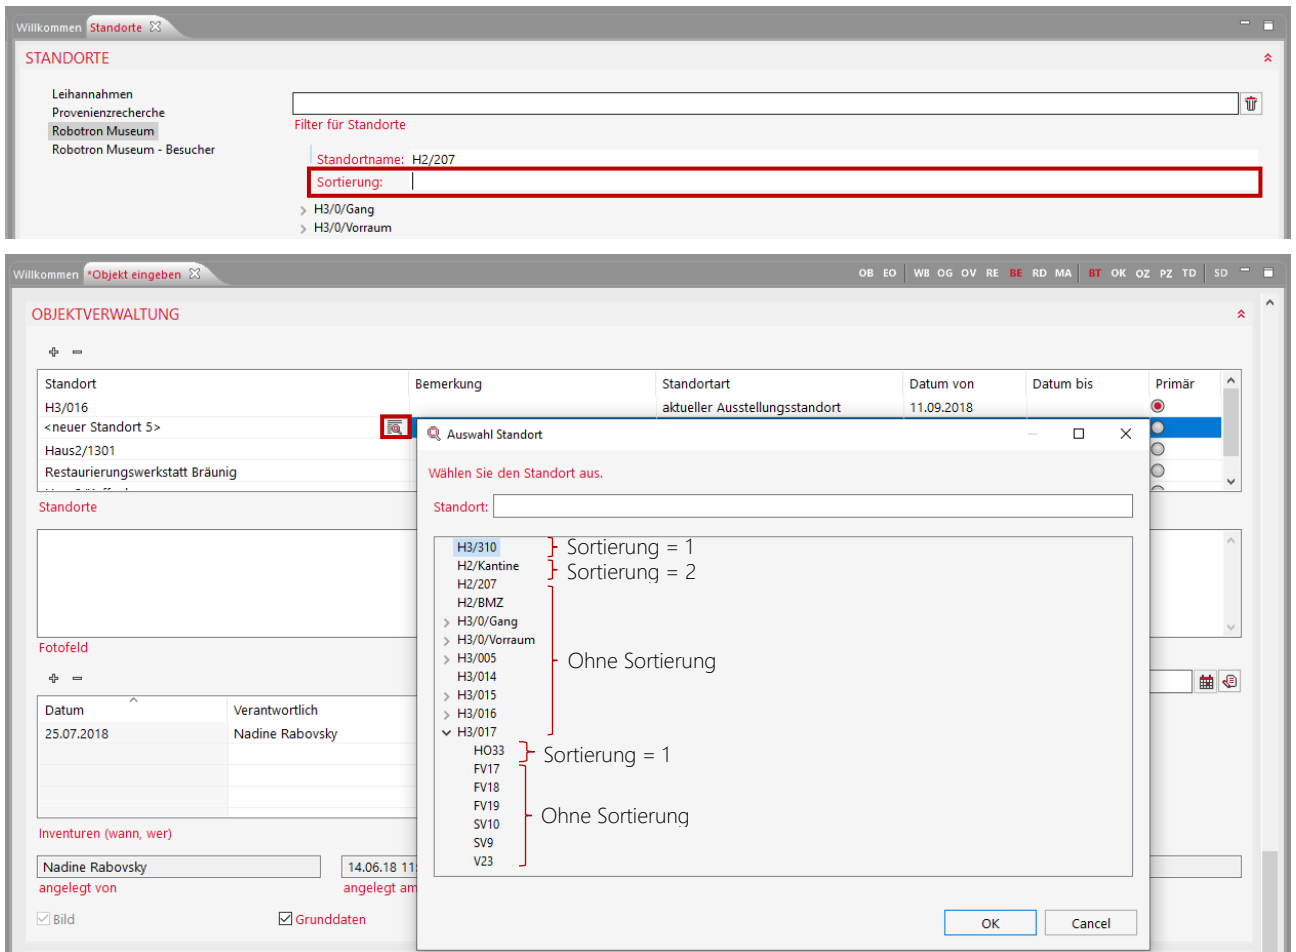 Willkommen Standorte
STANDORTE
Leihannahmen
Provenienzrecherche
Robotron Museum
Robotron Museum - Besucher
Filter für Standorte
Standortname: H2/207
Sortierung:
H3/0/Gang
H3/0/Vorraum
Willkommen *Objekt eingeben
OB EO WB OG OV RE BE RD MA BT OK OZ PZ TD SD
OBJEKTVERWALTUNG
Standort Bemerkung Standortart Datum von Datum bis Primär
H3/016 aktueller Ausstellungsstandort 11.09.2018
<neuer Standort 5>
Haus2/1301
Restaurierungswerkstatt Bräunig
Standorte
Fotofeld
Datum Verantwortlich
25.07.2018 Nadine Rabovsky
Inventuren (wann, wer)
Nadine Rabovsky 14.06.18 11:
angelegt von angelegt am
Bild Grunddaten
Auswahl Standort
Wählen Sie den Standort aus.
Standort:
H3/310 Sortierung = 1
H2/Kantine Sortierung = 2
H2/207
H2/BMZ
H3/0/Gang
H3/0/Vorraum
H3/005 Ohne Sortierung
H3/014
H3/015
H3/016
H3/017
HO33 Sortierung = 1
FV17
FV18
FV19
SV10 Ohne Sortierung
SV9
V23
OK Cancel